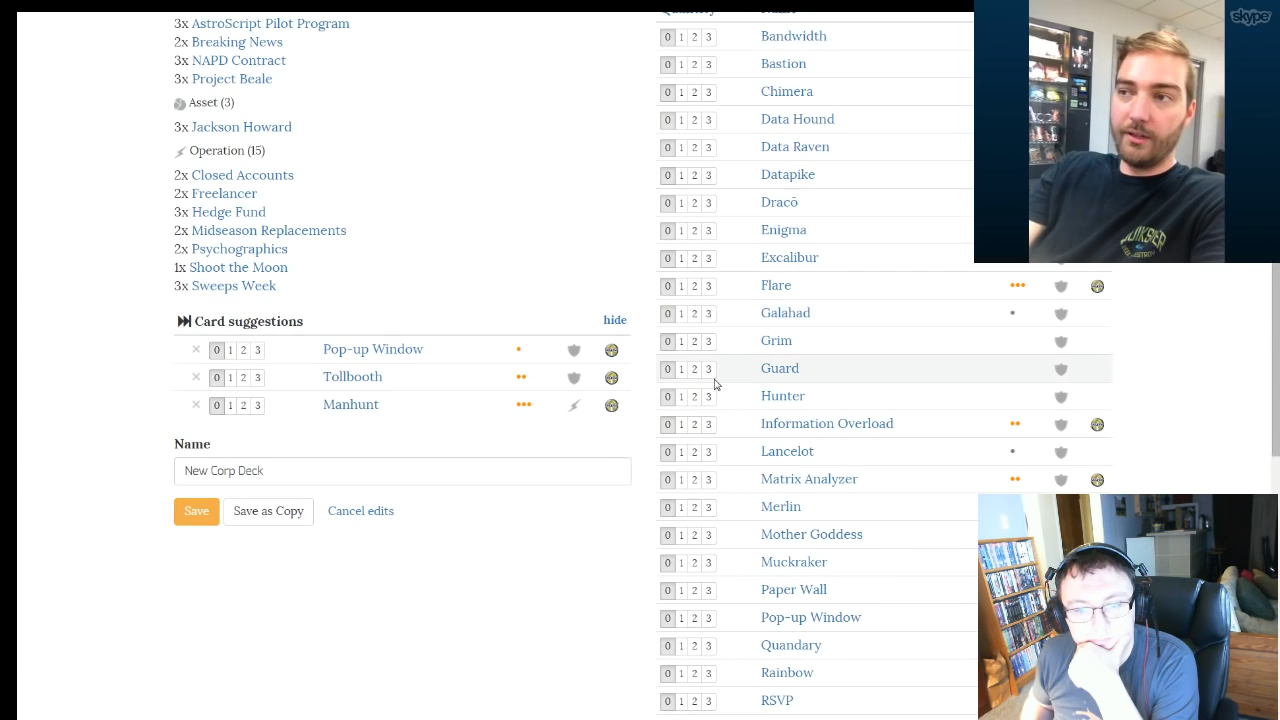 3x AstroScript Pilot Program
2x Breaking News
3x NAPD Contract
3x Project Beale
Asset (3)
3x Jackson Howard
Operation (15)
2x Closed Accounts
2x Freelancer
3x Hedge Fund
2x Midseason Replacements
2x Psychographics
1x Shoot the Moon
3x Sweeps Week
Card suggestions hide
× 0 1 2 3 Pop-up Window
× 0 1 2 3 Tollbooth
× 0 1 2 3 Manhunt
Name
New Corp Deck
Save Save as Copy Cancel edits
0 1 2 3 Bandwidth
0 1 2 3 Bastion
0 1 2 3 Chimera
0 1 2 3 Data Hound
0 1 2 3 Data Raven
0 1 2 3 Datapike
0 1 2 3 Dracō
0 1 2 3 Enigma
0 1 2 3 Excalibur
0 1 2 3 Flare
0 1 2 3 Galahad
0 1 2 3 Grim
0 1 2 3 Guard
0 1 2 3 Hunter
0 1 2 3 Information Overload
0 1 2 3 Lancelot
0 1 2 3 Matrix Analyzer
0 1 2 3 Merlin
0 1 2 3 Mother Goddess
0 1 2 3 Muckraker
0 1 2 3 Paper Wall
0 1 2 3 Pop-up Window
0 1 2 3 Quandary
0 1 2 3 Rainbow
0 1 2 3 RSVP
skype